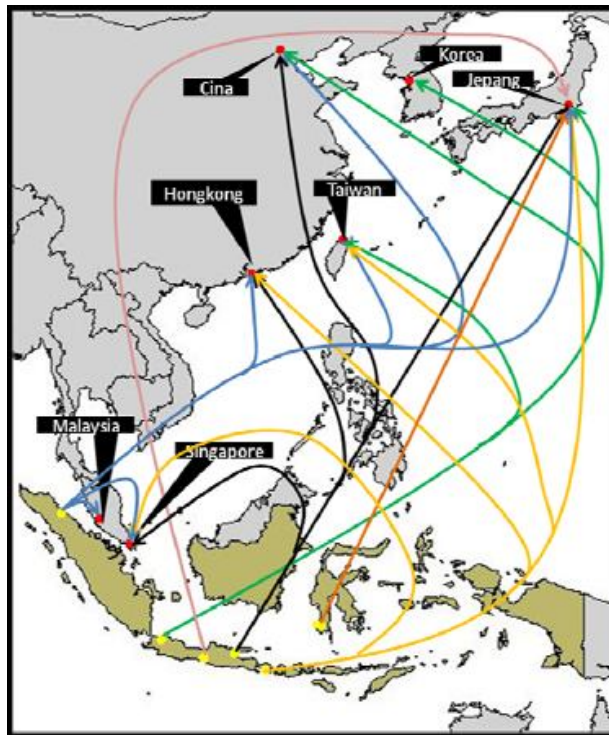 Korea
Jepang
Cina
Hongkong
Taiwan
Malaysia
Singapore